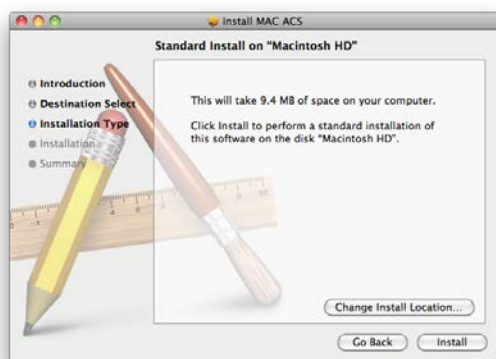 Install MAC ACS
Standard Install on "Macintosh HD"
Introduction
Destination Select
Installation Type
Installation
Summary
This will take 9.4 MB of space on your computer.
Click Install to perform a standard installation of
this software on the disk "Macintosh HD".
Change Install Location...
Go Back
Install